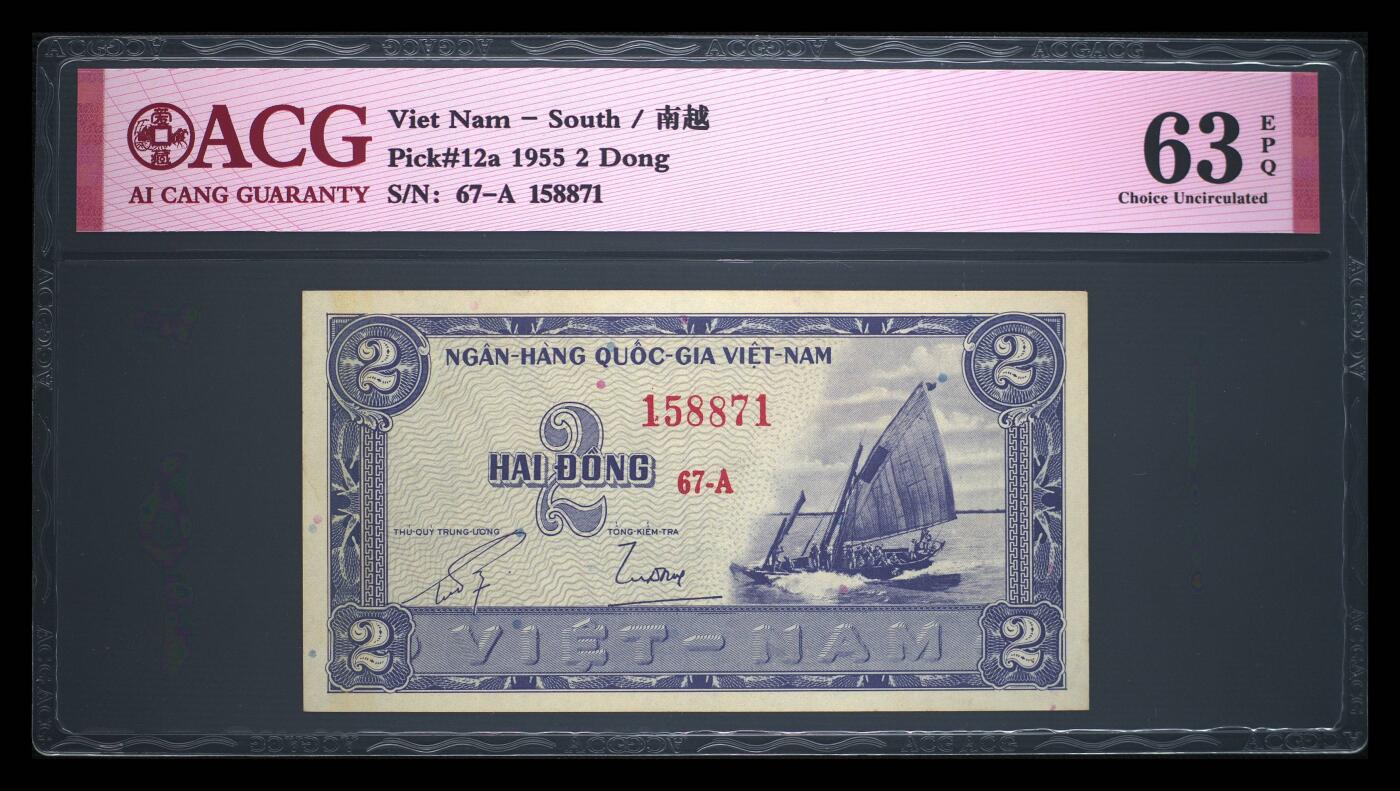 ACG
AI CANG GUARANTY
Viet Nam – South / 南越
Pick#12a 1955 2 Dong
S/N: 67-A 158871
63
EPQ
Choice Uncirculated
2
2
NGÂN-HÀNG QUỐC-GIA VIỆT-NAM
158871
2
HAI ĐỒNG
67-A
THỦ-QUỸ TRUNG-ƯƠNG
TỔNG-KIỂM-TRA
2
VIỆT-NAM
2